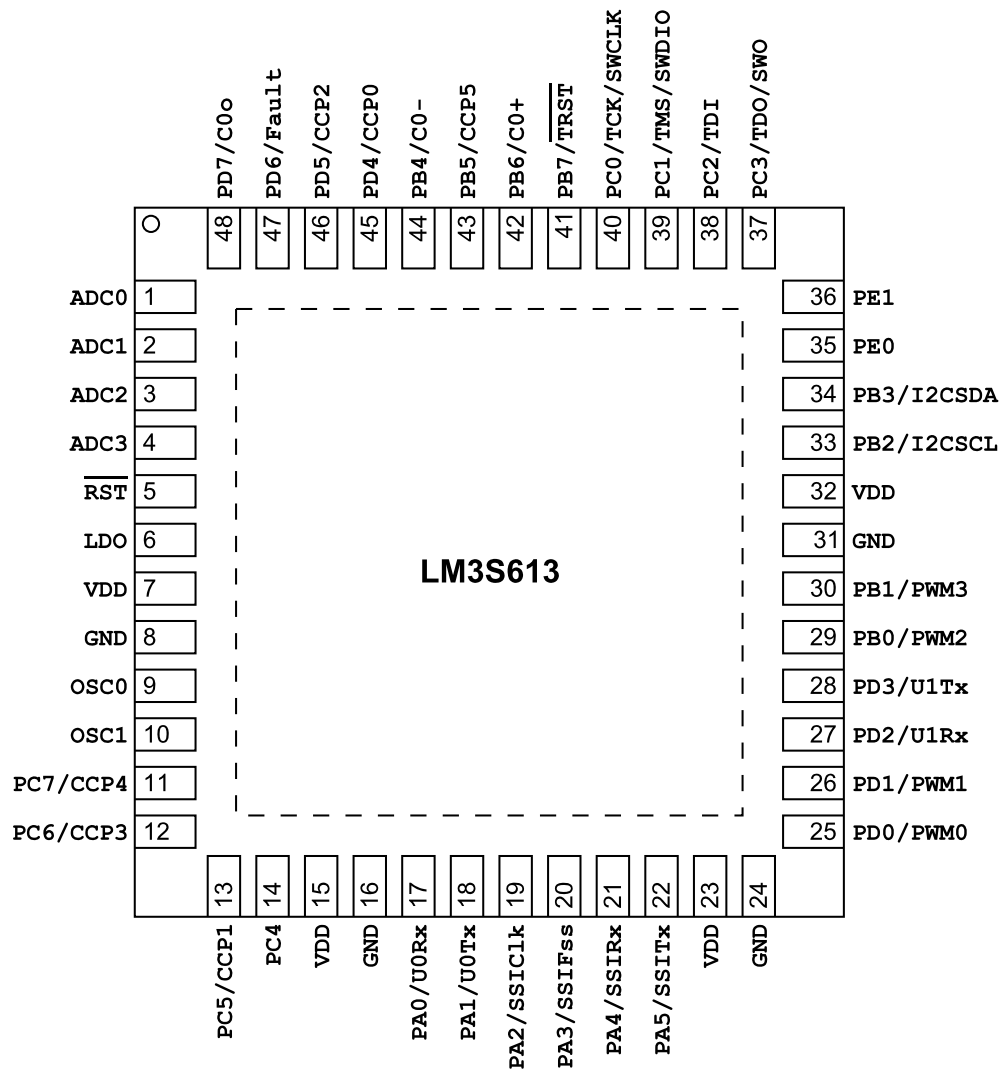 PD7/C0o
PD6/Fault
PD5/CCP2
PD4/CCP0
PB4/C0-
PB5/CCP5
PB6/C0+
PB7/TRST
PC0/TCK/SWCLK
PC1/TMS/SWDIO
PC2/TDI
PC3/TDO/SWO
48
47
46
45
44
43
42
41
40
39
38
37
ADC0 1
ADC1 2
ADC2 3
ADC3 4
RST 5
LDO 6
VDD 7
GND 8
OSC0 9
OSC1 10
PC7/CCP4 11
PC6/CCP3 12
LM3S613
36 PE1
35 PE0
34 PB3/I2CSDA
33 PB2/I2CSCL
32 VDD
31 GND
30 PB1/PWM3
29 PB0/PWM2
28 PD3/U1Tx
27 PD2/U1Rx
26 PD1/PWM1
25 PD0/PWM0
13
14
15
16
17
18
19
20
21
22
23
24
PC5/CCP1
PC4
VDD
GND
PA0/U0Rx
PA1/U0Tx
PA2/SSIClk
PA3/SSIFss
PA4/SSIRx
PA5/SSITx
VDD
GND